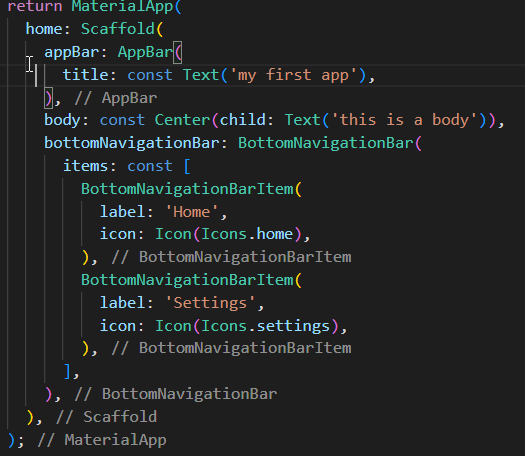 return MaterialApp(
home: Scaffold(
appBar: AppBar(
title: const Text('my first app'),
), // AppBar
body: const Center(child: Text('this is a body')),
bottomNavigationBar: BottomNavigationBar(
items: const [
BottomNavigationBarItem(
label: 'Home',
icon: Icon(Icons.home),
), // BottomNavigationBarItem
BottomNavigationBarItem(
label: 'Settings',
icon: Icon(Icons.settings),
), // BottomNavigationBarItem
],
), // BottomNavigationBar
), // Scaffold
); // MaterialApp